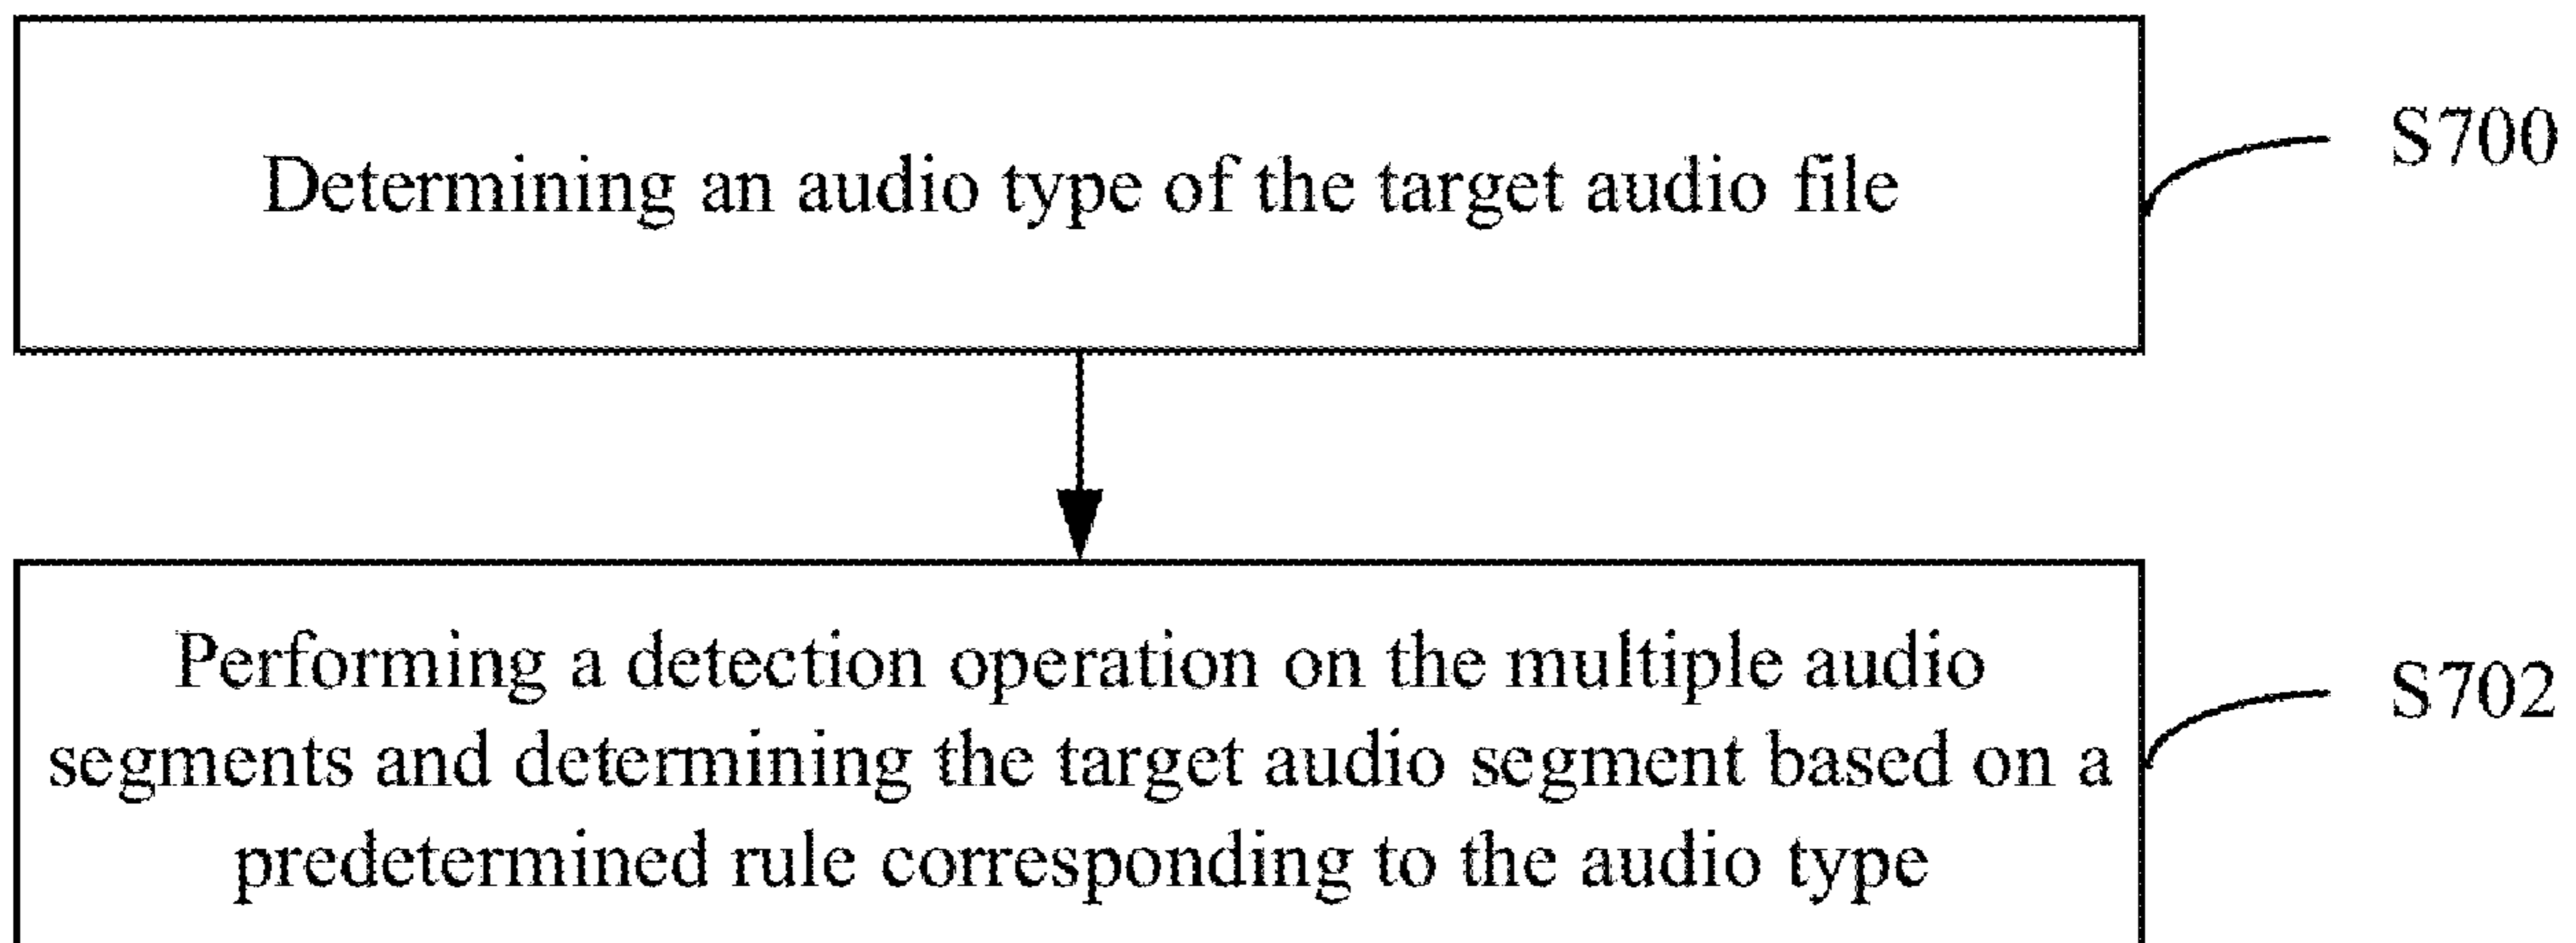 Determining an audio type of the target audio file
S700
Performing a detection operation on the multiple audio
segments and determining the target audio segment based on a
predetermined rule corresponding to the audio type
S702